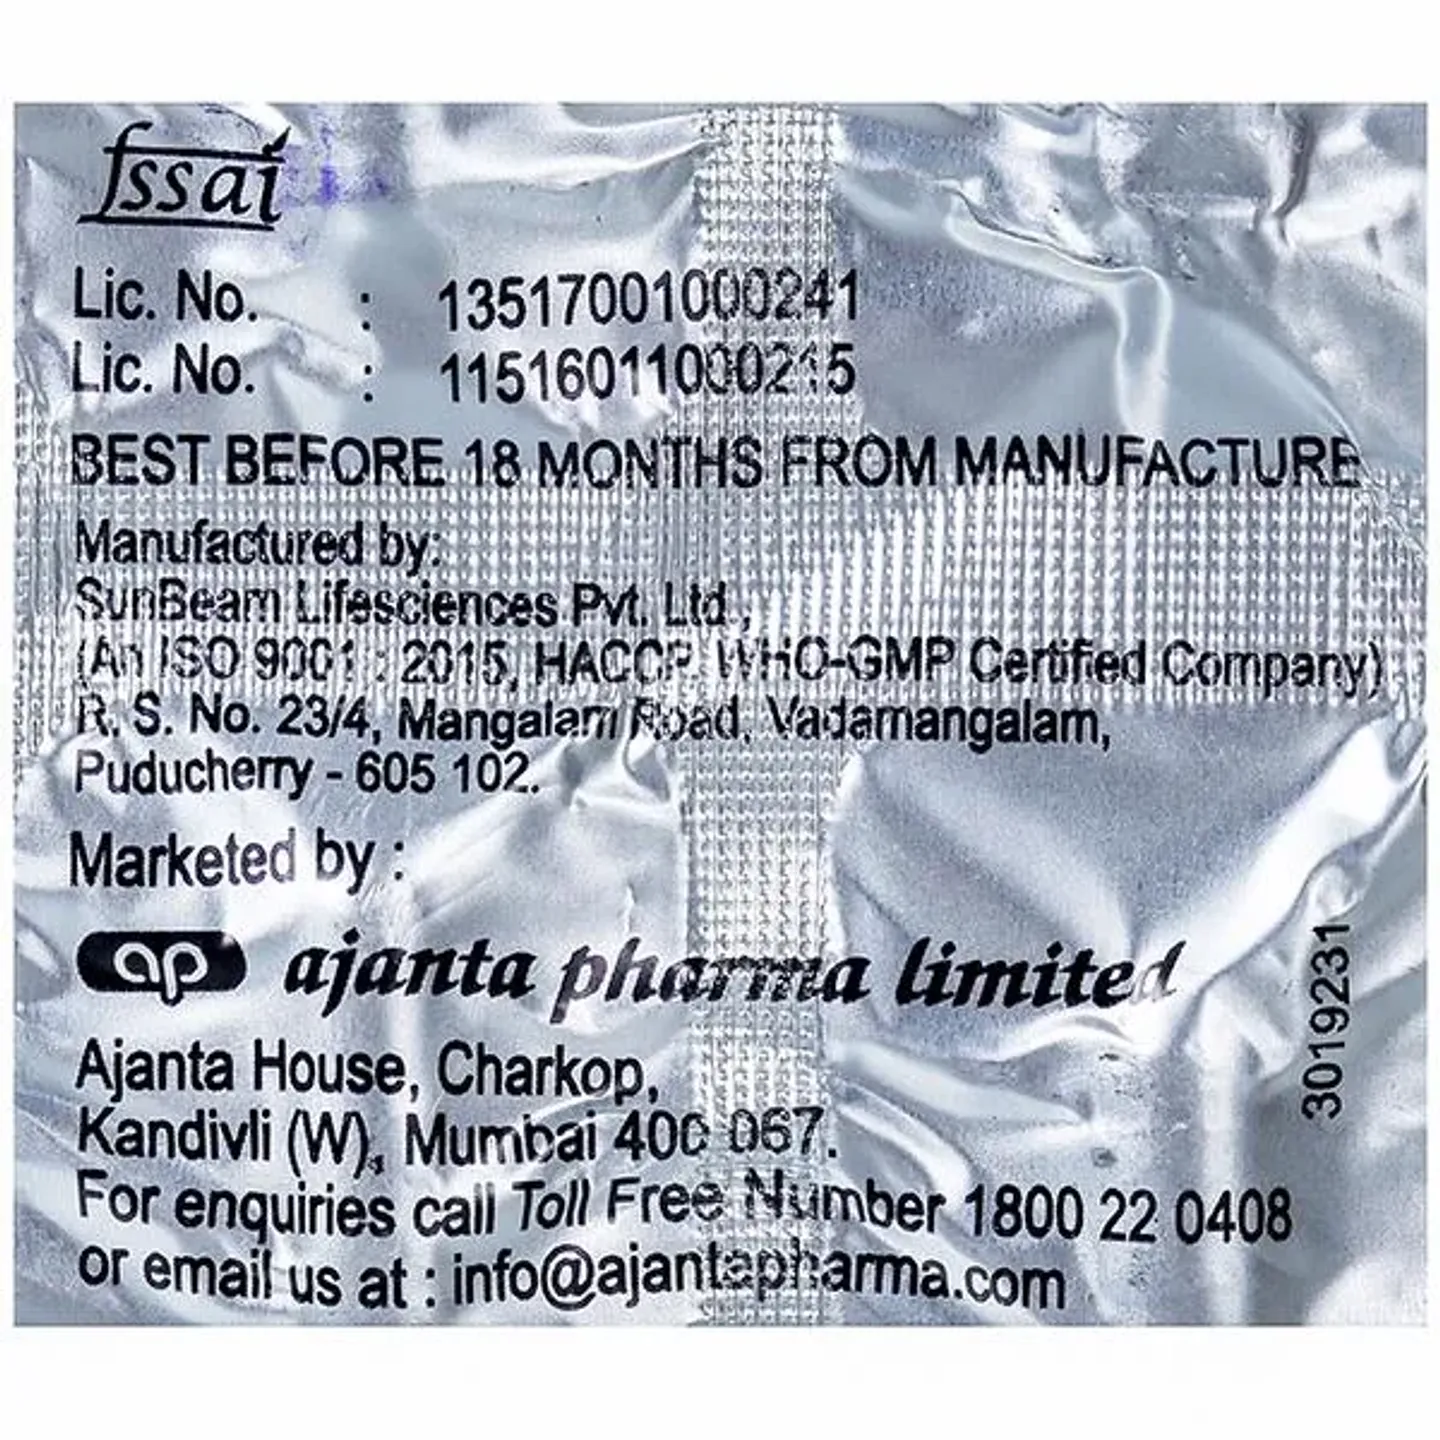 fssai
Lic. No. : 13517001000241
Lic. No. : 11516011000215
BEST BEFORE 18 MONTHS FROM MANUFACTURE
Manufactured by:
SunBeam Lifesciences Pvt. Ltd.,
(An ISO 9001 : 2015, HACCP, WHO-GMP Certified Company)
R. S. No. 23/4, Mangalam Road, Vadamangalam,
Puducherry - 605 102.
Marketed by :
ap ajanta pharma limited
Ajanta House, Charkop,
Kandivli (W), Mumbai 400 067.
For enquiries call Toll Free Number 1800 22 0408
or email us at : info@ajantapharma.com
3019231